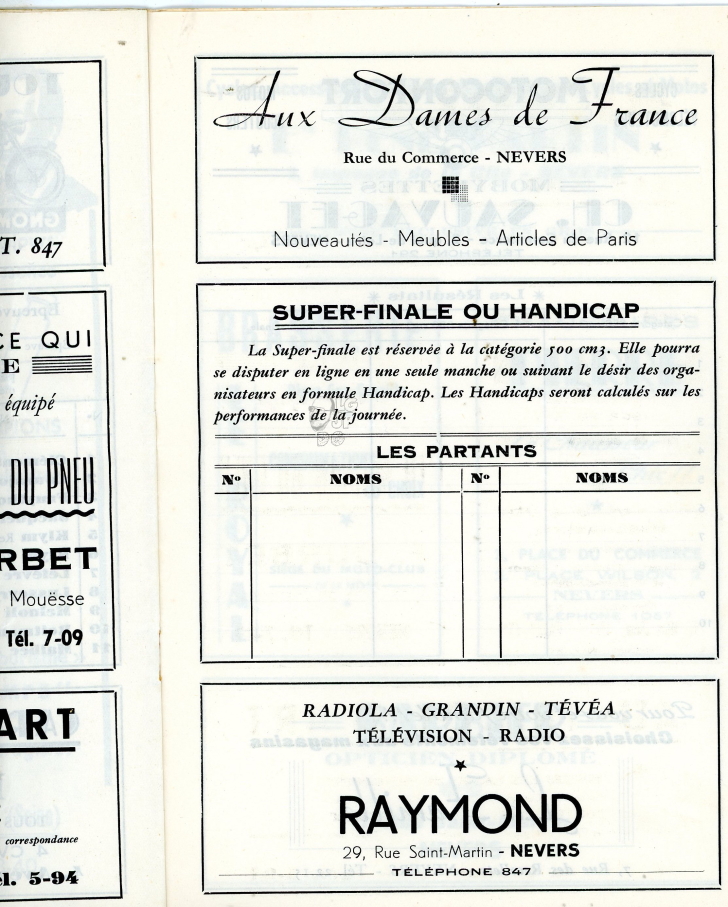 T. 847
CE QUI
E
équipé
DU PNEU
RBET
Mouësse
Tél. 7-09
ART
correspondance
él. 5-94
Aux Dames de France
Rue du Commerce - NEVERS
Nouveautés - Meubles - Articles de Paris
SUPER-FINALE OU HANDICAP
La Super-finale est réservée à la catégorie 500 cm3. Elle pourra
se disputer en ligne en une seule manche ou suivant le désir des orga-
nisateurs en formule Handicap. Les Handicaps seront calculés sur les
performances de la journée.
LES PARTANTS
Nº NOMS Nº NOMS
RADIOLA - GRANDIN - TÉVÉA
TÉLÉVISION - RADIO
RAYMOND
29, Rue Saint-Martin - NEVERS
TÉLÉPHONE 847